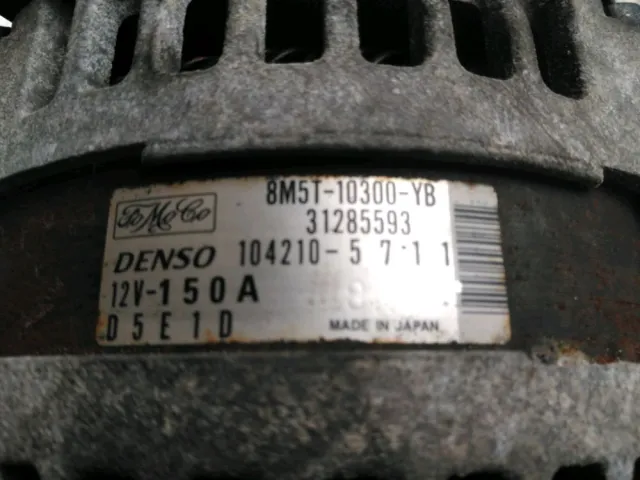 8M5T-10300-YB
FoMoCo 31285593
DENSO 104210-5711
12V-150A
D5E1D MADE IN JAPAN